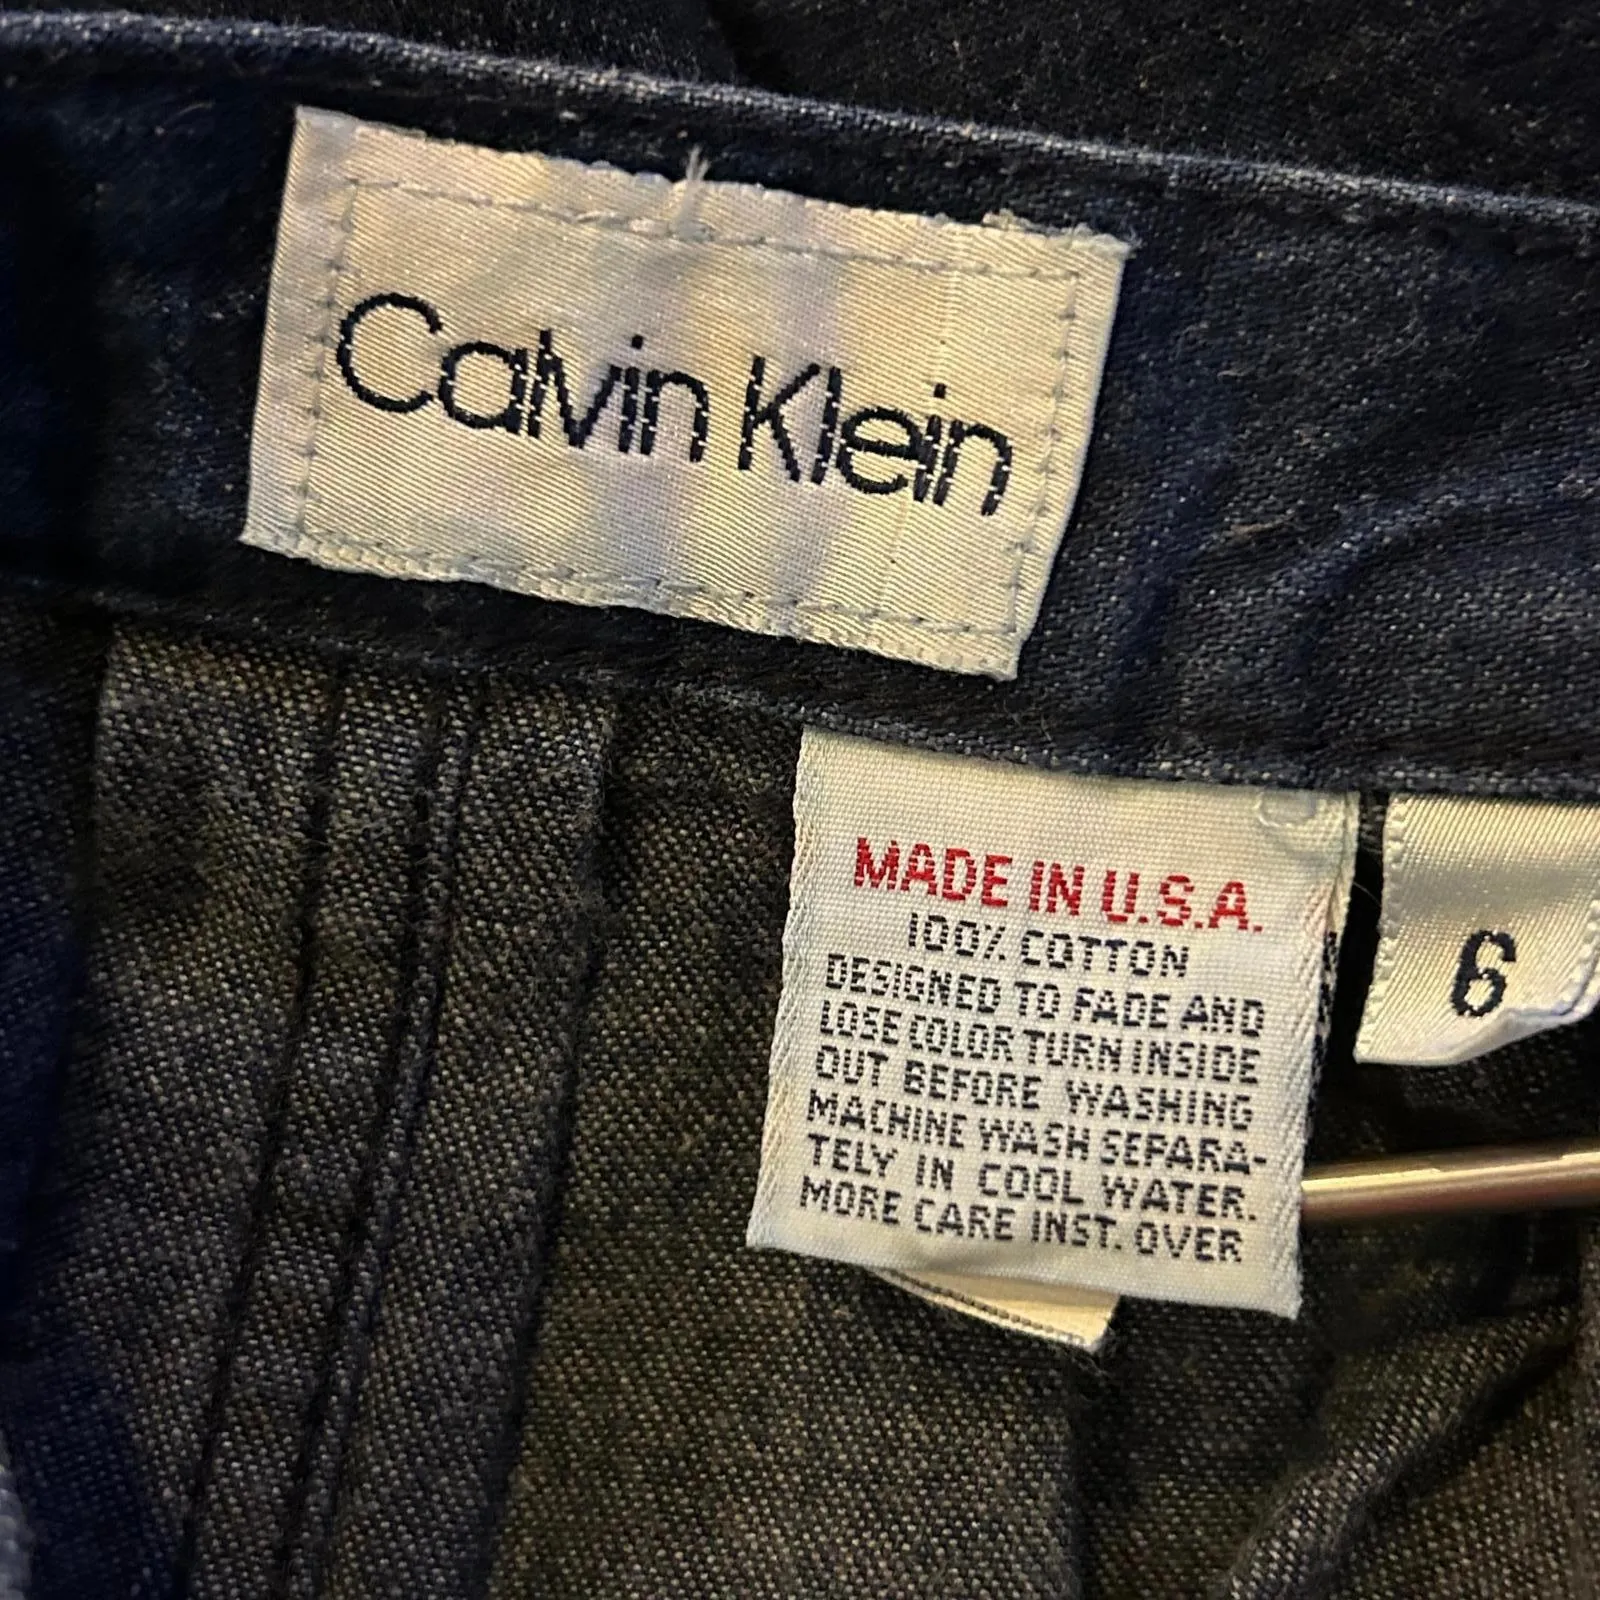 Calvin Klein
MADE IN U.S.A.
100% COTTON
DESIGNED TO FADE AND
LOSE COLOR TURN INSIDE
OUT BEFORE WASHING
MACHINE WASH SEPARA-
TELY IN COOL WATER.
MORE CARE INST. OVER
6